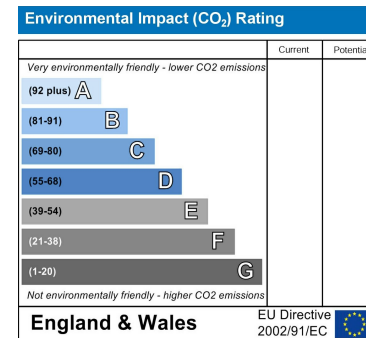 Environmental Impact (CO₂) Rating
Current Potentia
Very environmentally friendly - lower CO2 emissions
(92 plus) A
(81-91) B
(69-80) C
(55-68) D
(39-54) E
(21-38) F
(1-20) G
Not environmentally friendly - higher CO2 emissions
England & Wales
EU Directive
2002/91/EC